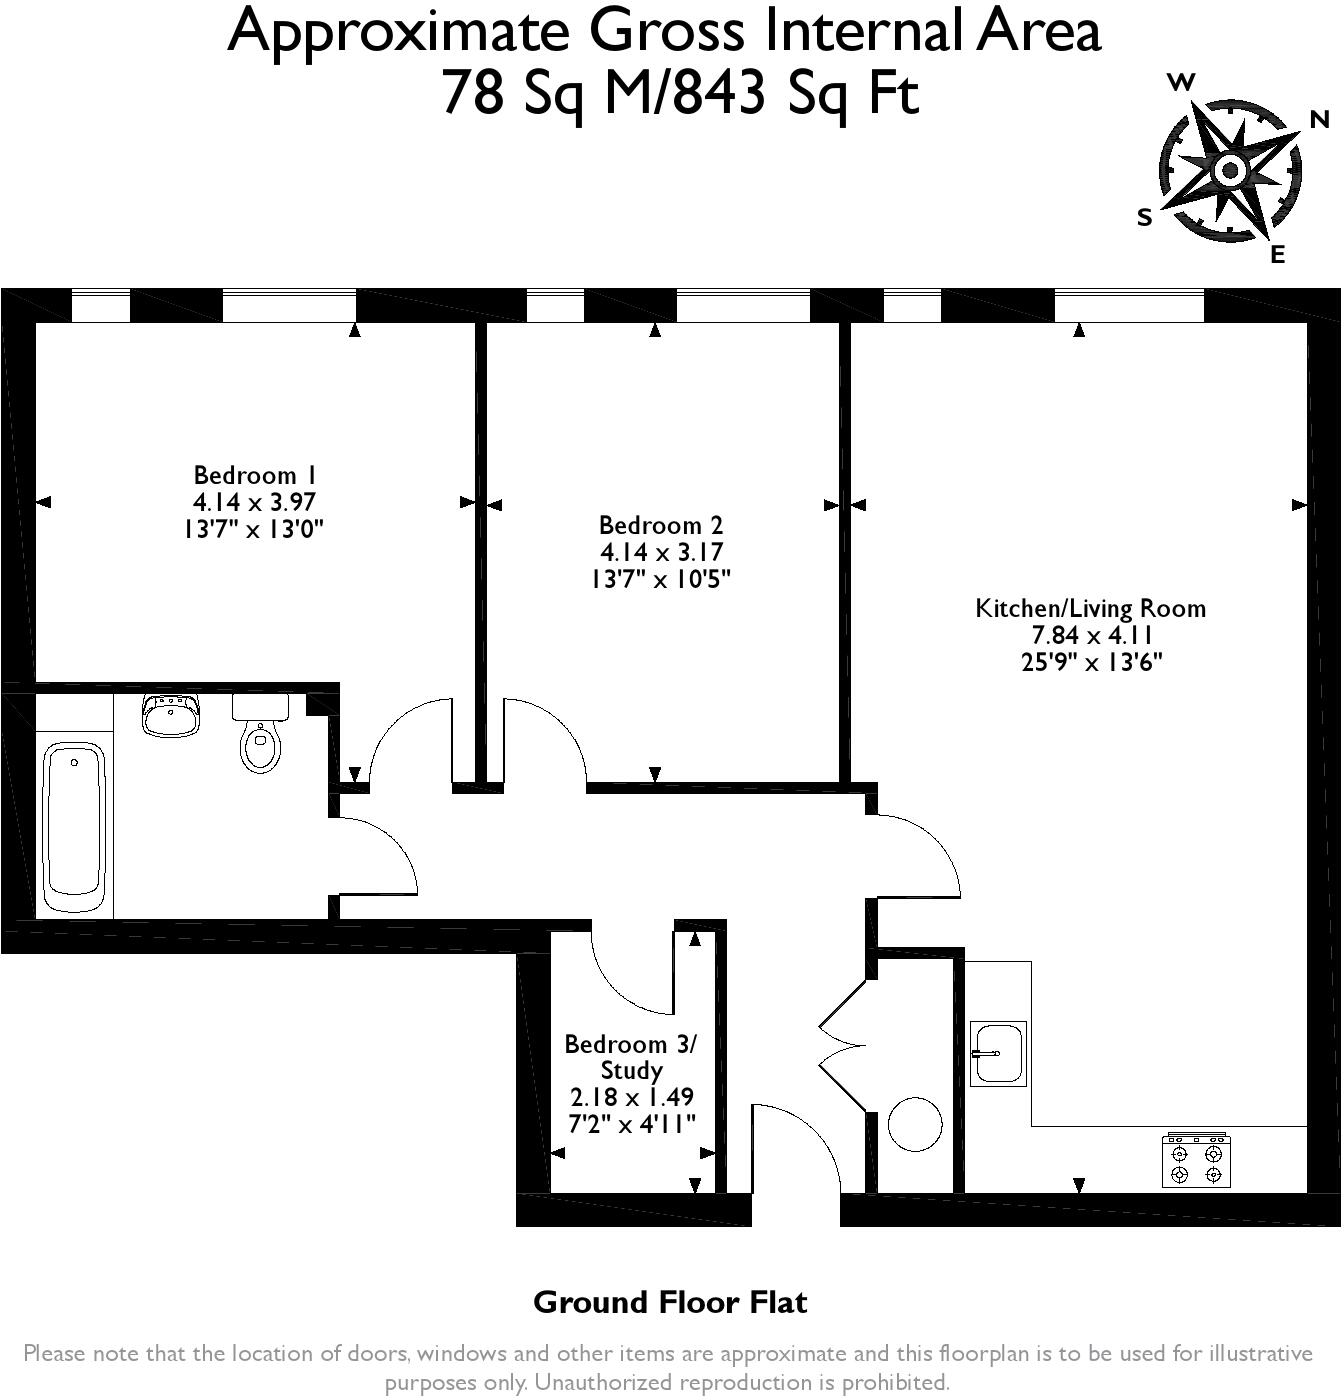 Approximate Gross Internal Area
78 Sq M/843 Sq Ft
W
N
S
E
Bedroom 1
4.14 x 3.97
13'7" x 13'0"
Bedroom 2
4.14 x 3.17
13'7" x 10'5"
Kitchen/Living Room
7.84 x 4.11
25'9" x 13'6"
Bedroom 3/
Study
2.18 x 1.49
7'2" x 4'11"
Ground Floor Flat
Please note that the location of doors, windows and other items are approximate and this floorplan is to be used for illustrative
purposes only. Unauthorized reproduction is prohibited.